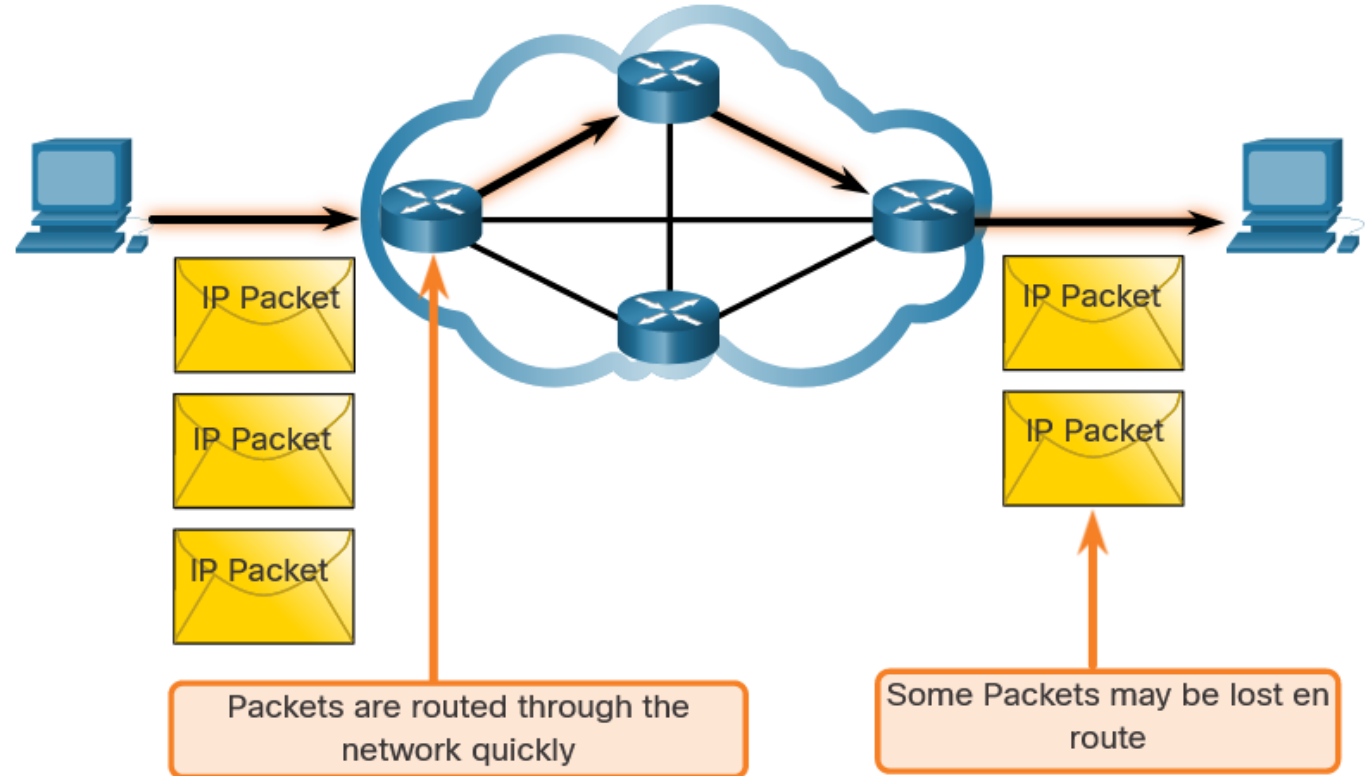 IP Packet
IP Packet
IP Packet
IP Packet
IP Packet
Packets are routed through the
network quickly
Some Packets may be lost en
route